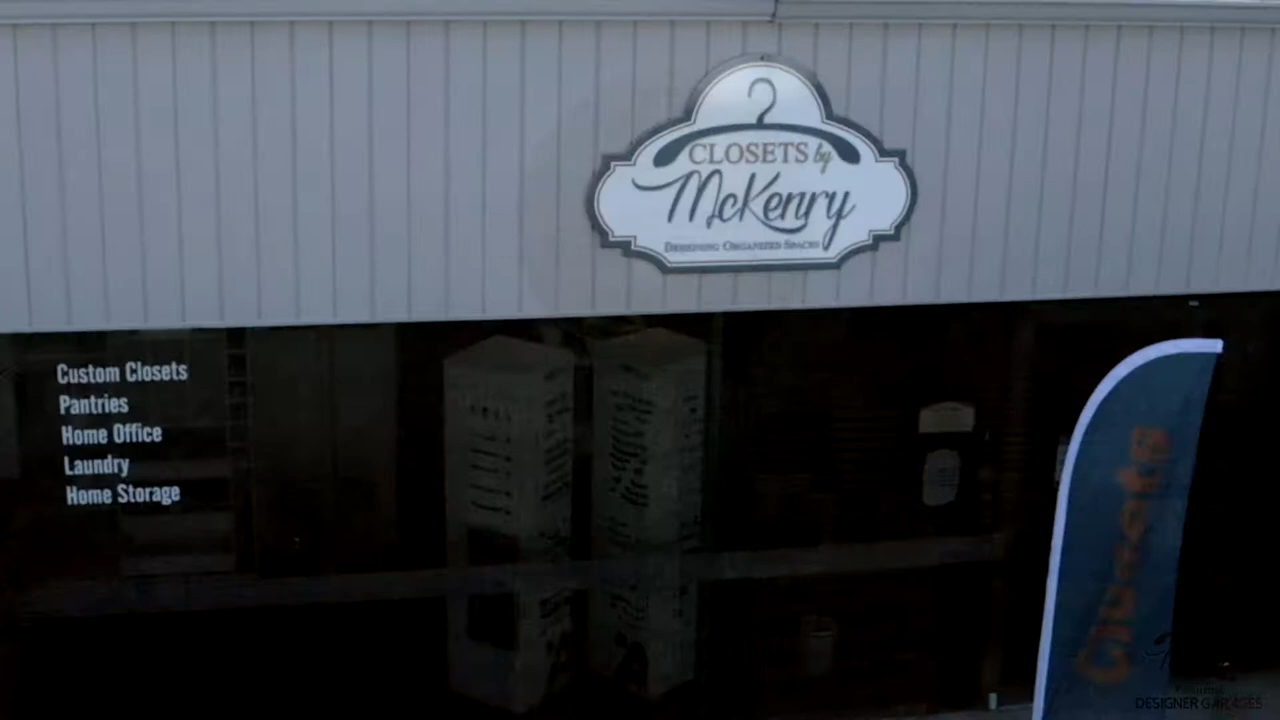 CLOSETS by
McKenry
DESIGNING ORGANIZED SPACES
Custom Closets
Pantries
Home Office
Laundry
Home Storage
Closets
DESIGNER GARAGES